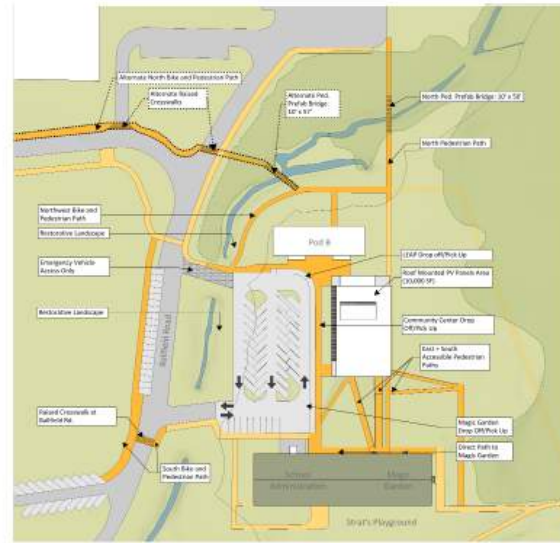 Alternate North Bike and Pedestrian Path
Alternate Raised
Crosswalks
Alternate Ped.
Prefab Bridge:
North Ped. Prefab Bridge: 10' x 50'
North Pedestrian Path
Northwest Bike and
Pedestrian Path
Restorative Landscape
Pod B
Emergency Vehicle
Access Only
LEAP Drop off/Pick Up
Roof Mounted PV Panels Area
(10,000 SF)
Restorative Landscape
Ballfield Road
Community Center Drop
Off/Pick Up
East + South
Accessible Pedestrian
Paths
Raised Crosswalk at
Ballfield Rd.
Magic Garden
Drop Off/Pick Up
South Bike and
Pedestrian Path
Direct Path to
Magic Garden
School
Administration
Magic
Garden
Strat's Playground